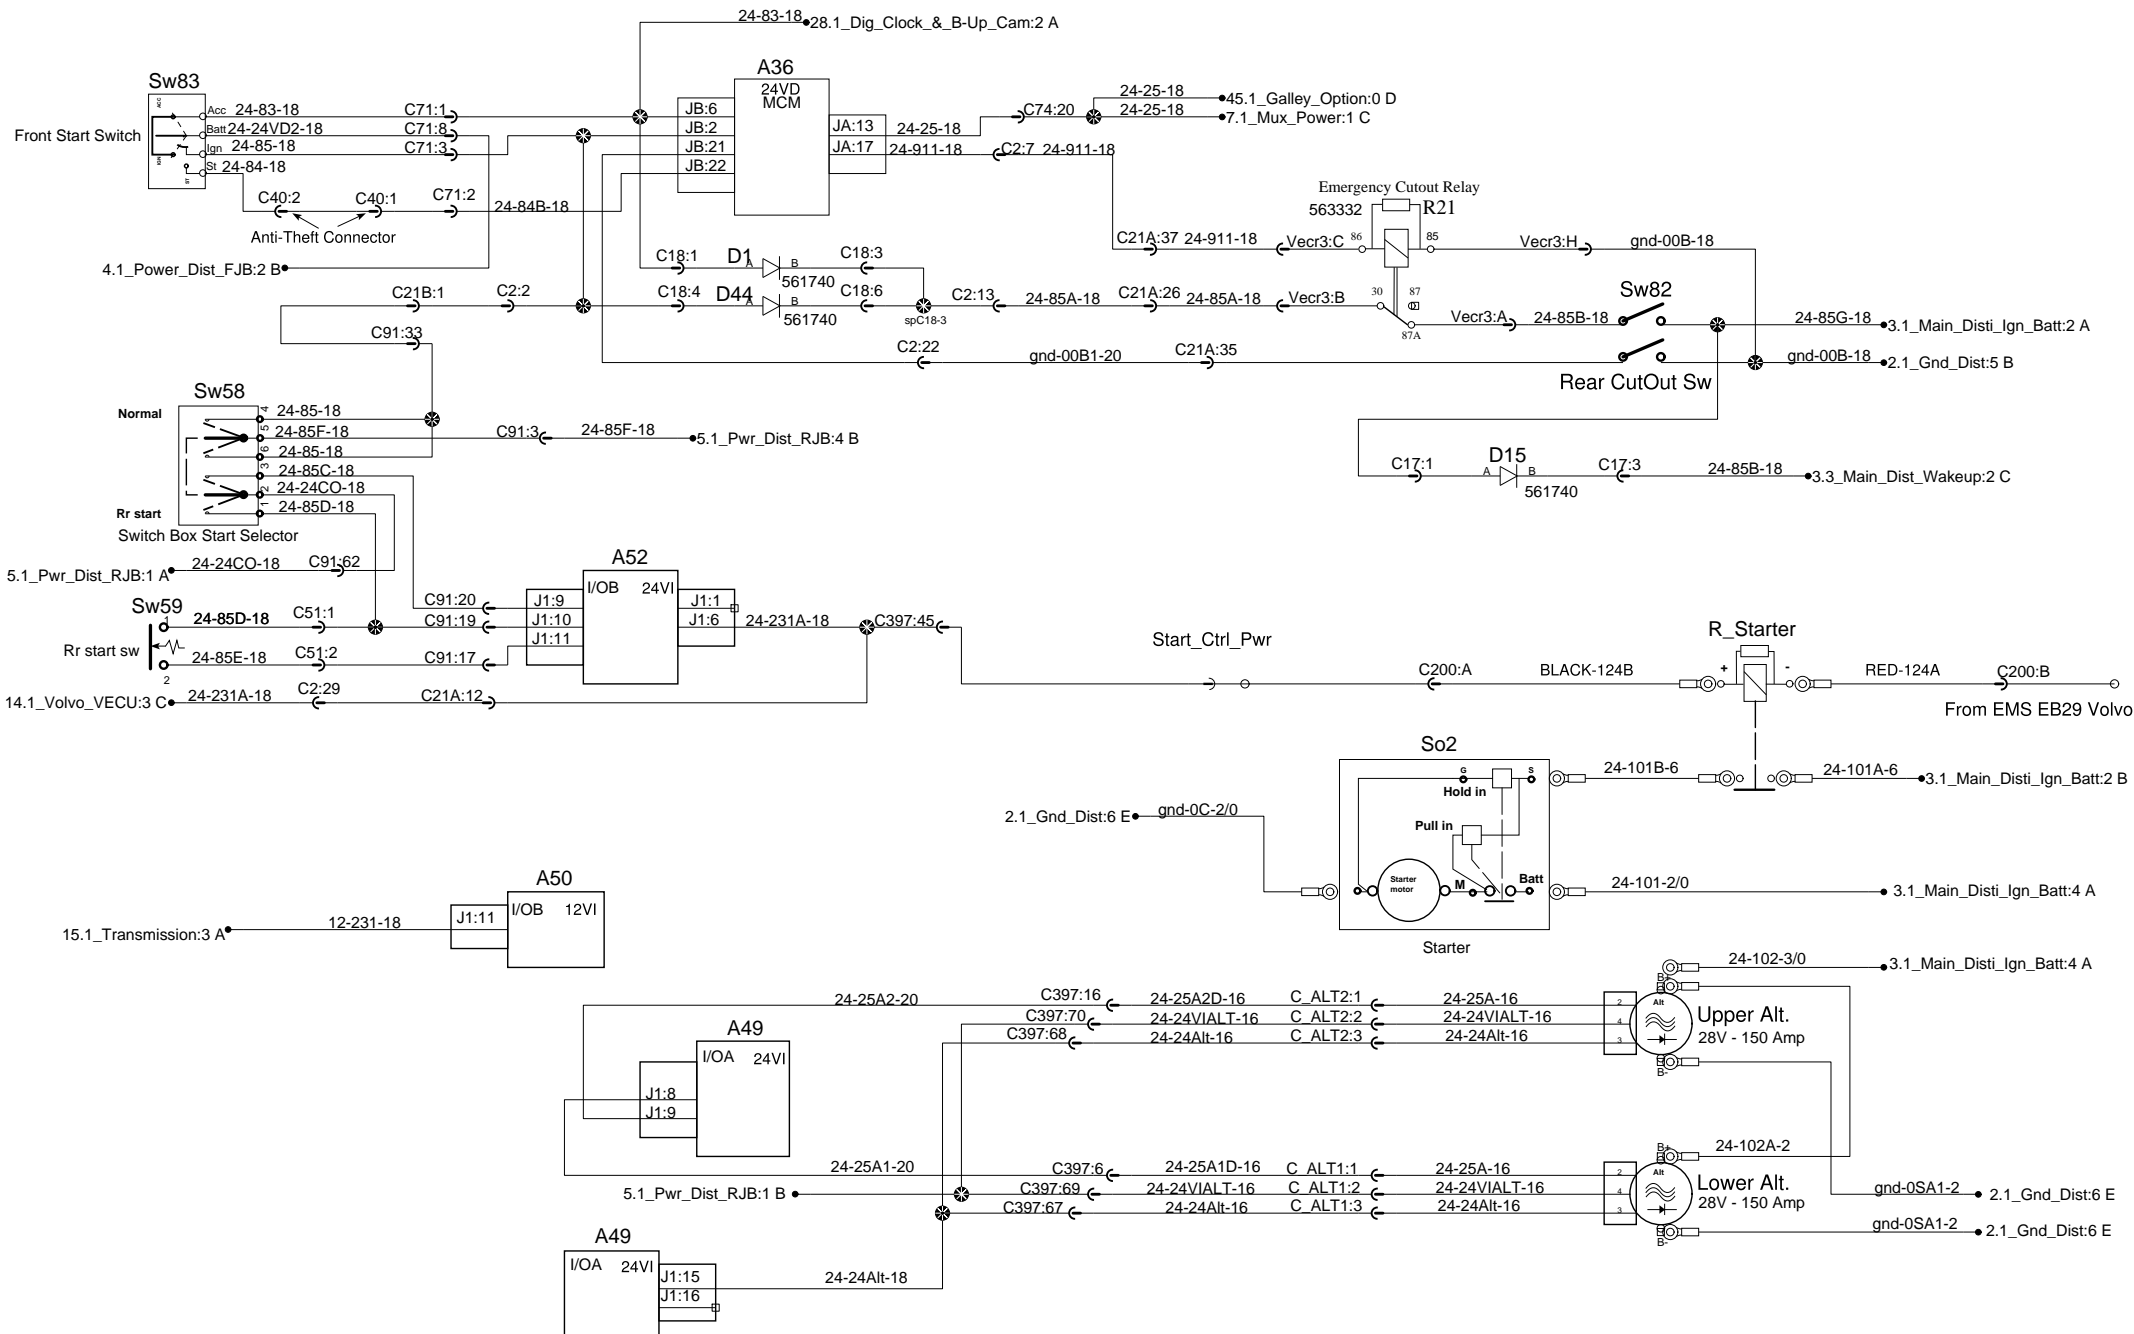 24-83-18 28.1_Dig_Clock_&_B-Up_Cam:2 A
Sw83
Front Start Switch
ACC
IGN
ST
Acc 24-83-18 C71:1
Batt 24-24VD2-18 C71:8
Ign 24-85-18 C71:3
St 24-84-18
C40:2 C40:1 C71:2 24-84B-18
Anti-Theft Connector
4.1_Power_Dist_FJB:2 B
A36
24VD
MCM
JB:6
JB:2
JB:21
JB:22
JA:13 24-25-18 C74:20
JA:17 24-911-18 C2:7 24-911-18
24-25-18 45.1_Galley_Option:0 D
24-25-18 7.1_Mux_Power:1 C
Emergency Cutout Relay
563332 R21
C21A:37 24-911-18 Vecr3:C 86 85 Vecr3:H gnd-00B-18
C18:1 D1 A B C18:3
561740
C21B:1 C2:2 C18:4 D44 A B C18:6
561740
spC18-3
C2:13 24-85A-18 C21A:26 24-85A-18 Vecr3:B 30 87
87A
Vecr3:A 24-85B-18 Sw82 24-85G-18 3.1_Main_Disti_Ign_Batt:2 A
C91:33
C2:22 gnd-00B1-20 C21A:35 gnd-00B-18 2.1_Gnd_Dist:5 B
Rear CutOut Sw
Sw58
Normal
4 24-85-18
5 24-85F-18 C91:3 24-85F-18 5.1_Pwr_Dist_RJB:4 B
6 24-85-18
3 24-85C-18
2 24-24CO-18
1 24-85D-18
Rr start
Switch Box Start Selector
C17:1 A D15 B C17:3 24-85B-18 3.3_Main_Dist_Wakeup:2 C
561740
5.1_Pwr_Dist_RJB:1 A 24-24CO-18 C91:62
Sw59
Rr start sw
1 24-85D-18 C51:1 C91:19
2 24-85E-18 C51:2 C91:17
C91:20
14.1_Volvo_VECU:3 C 24-231A-18 C2:29 C21A:12
A52
I/OB 24VI
J1:9
J1:10
J1:11
J1:1
J1:6 24-231A-18 C397:45
Start_Ctrl_Pwr
C200:A BLACK-124B R_Starter + - RED-124A C200:B
From EMS EB29 Volvo
So2
G S
Hold in
Pull in
Starter
motor
M Batt
Starter
24-101B-6 24-101A-6 3.1_Main_Disti_Ign_Batt:2 B
2.1_Gnd_Dist:6 E gnd-0C-2/0
24-101-2/0 3.1_Main_Disti_Ign_Batt:4 A
A50
I/OB 12VI
J1:11
15.1_Transmission:3 A 12-231-18
24-102-3/0 3.1_Main_Disti_Ign_Batt:4 A
24-25A2-20 C397:16 24-25A2D-16 C_ALT2:1 24-25A-16 2
C397:70 24-24VIALT-16 C_ALT2:2 24-24VIALT-16 4
C397:68 24-24Alt-16 C_ALT2:3 24-24Alt-16 3
B+
Alt
B-
Upper Alt.
28V - 150 Amp
A49
I/OA 24VI
J1:8
J1:9
24-102A-2
24-25A1-20 C397:6 24-25A1D-16 C_ALT1:1 24-25A-16 2
5.1_Pwr_Dist_RJB:1 B C397:69 24-24VIALT-16 C_ALT1:2 24-24VIALT-16 4
C397:67 24-24Alt-16 C_ALT1:3 24-24Alt-16 3
B+
Alt
B-
Lower Alt.
28V - 150 Amp
gnd-0SA1-2 2.1_Gnd_Dist:6 E
gnd-0SA1-2 2.1_Gnd_Dist:6 E
A49
I/OA 24VI
J1:15 24-24Alt-18
J1:16